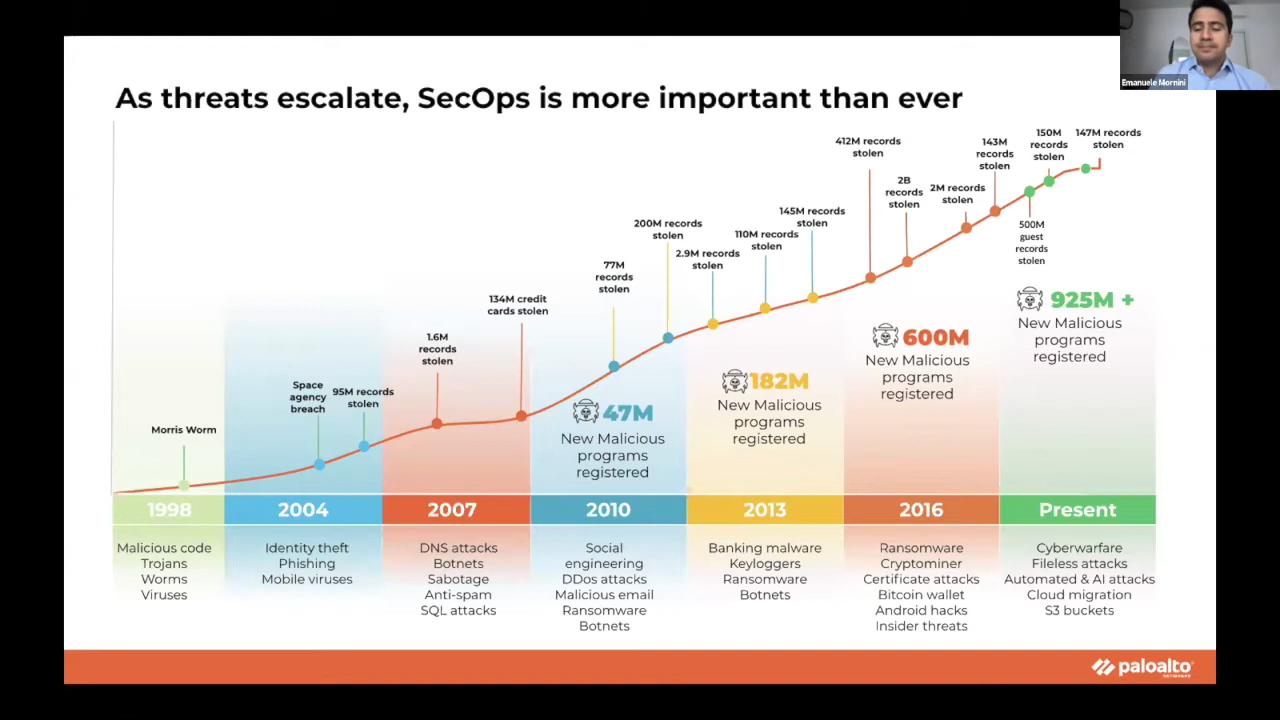 Emanuele Mornini
As threats escalate, SecOps is more important than ever
Morris Worm
Space
agency
breach
95M records
stolen
1.6M
records
stolen
134M credit
cards stolen
77M
records
stolen
200M records
stolen
2.9M records
stolen
110M records
stolen
145M records
stolen
412M records
stolen
2B
records
stolen
2M records
stolen
143M
records
stolen
500M
guest
records
stolen
150M
records
stolen
147M records
stolen
47M
New Malicious
programs
registered
182M
New Malicious
programs
registered
600M
New Malicious
programs
registered
925M +
New Malicious
programs
registered
1998
Malicious code
Trojans
Worms
Viruses
2004
Identity theft
Phishing
Mobile viruses
2007
DNS attacks
Botnets
Sabotage
Anti-spam
SQL attacks
2010
Social
engineering
DDos attacks
Malicious email
Ransomware
Botnets
2013
Banking malware
Keyloggers
Ransomware
Botnets
2016
Ransomware
Cryptominer
Certificate attacks
Bitcoin wallet
Android hacks
Insider threats
Present
Cyberwarfare
Fileless attacks
Automated & AI attacks
Cloud migration
S3 buckets
paloalto
NETWORKS